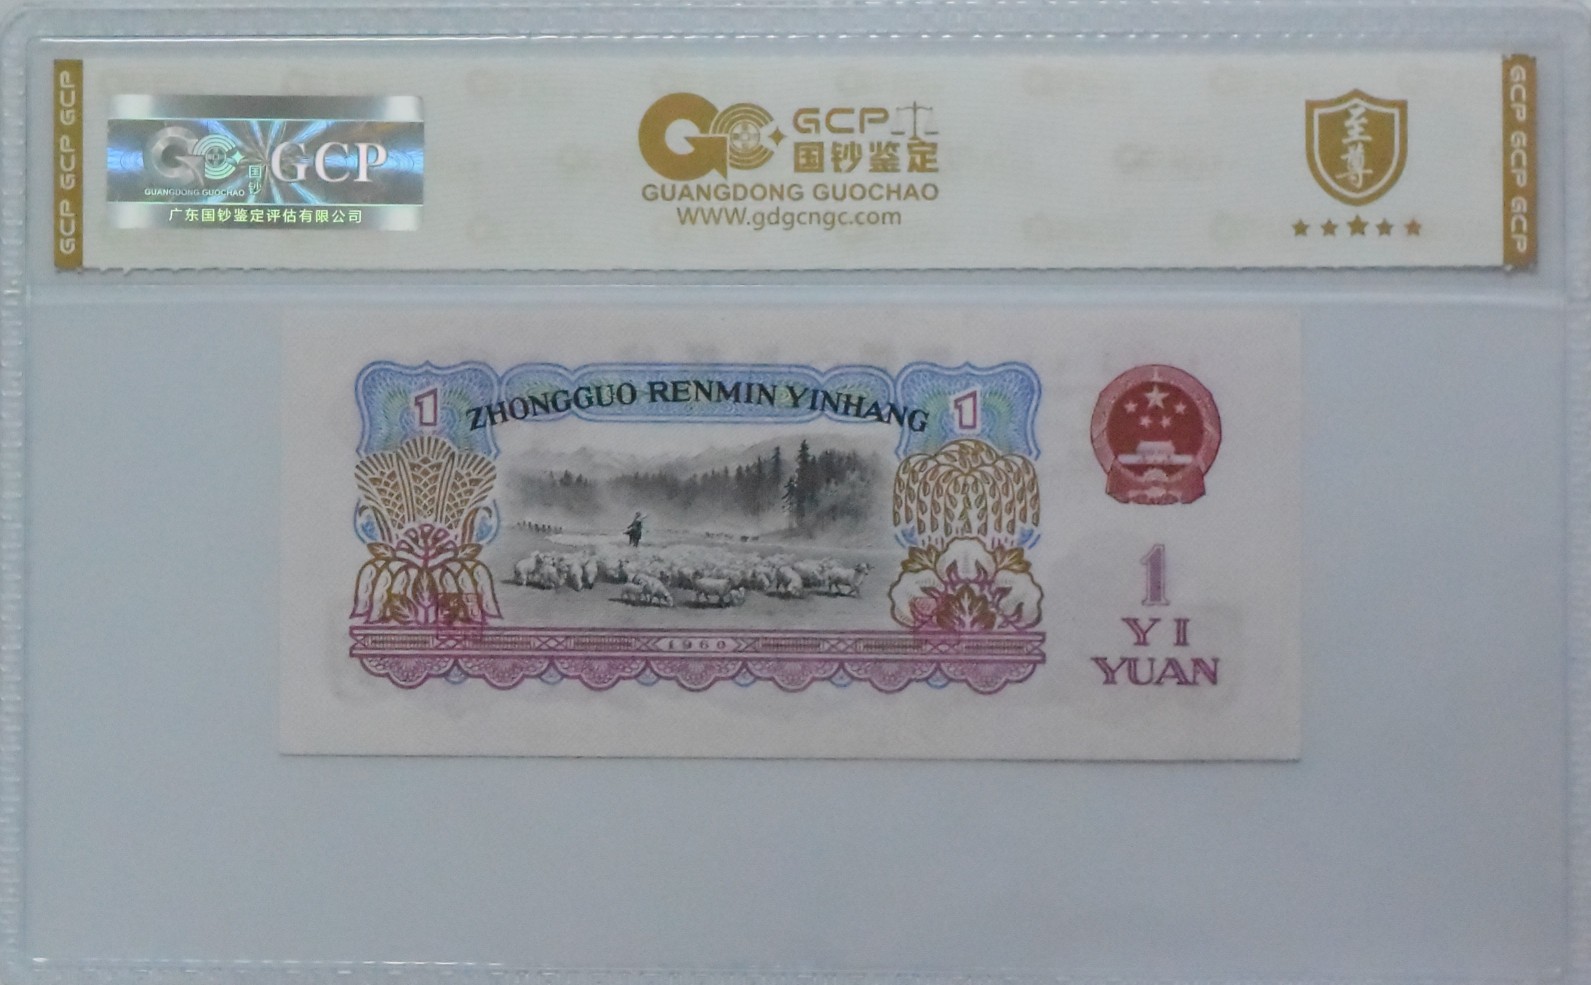 GCP GCP GCP
GCP
国钞
GUANGDONG GUOCHAO
广东国钞鉴定评估有限公司
GCP
国钞鉴定
GUANGDONG GUOCHAO
WWW.gdgcngc.com
至尊
GCP GCP GCP
1
ZHONGGUO RENMIN YINHANG
1
1960
1
YI
YUAN